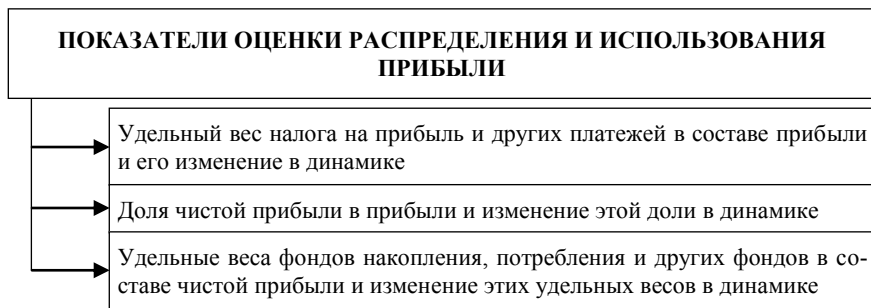 ПОКАЗАТЕЛИ ОЦЕНКИ РАСПРЕДЕЛЕНИЯ И ИСПОЛЬЗОВАНИЯ
ПРИБЫЛИ
Удельный вес налога на прибыль и других платежей в составе прибыли
и его изменение в динамике
Доля чистой прибыли в прибыли и изменение этой доли в динамике
Удельные веса фондов накопления, потребления и других фондов в со-
ставе чистой прибыли и изменение этих удельных весов в динамике